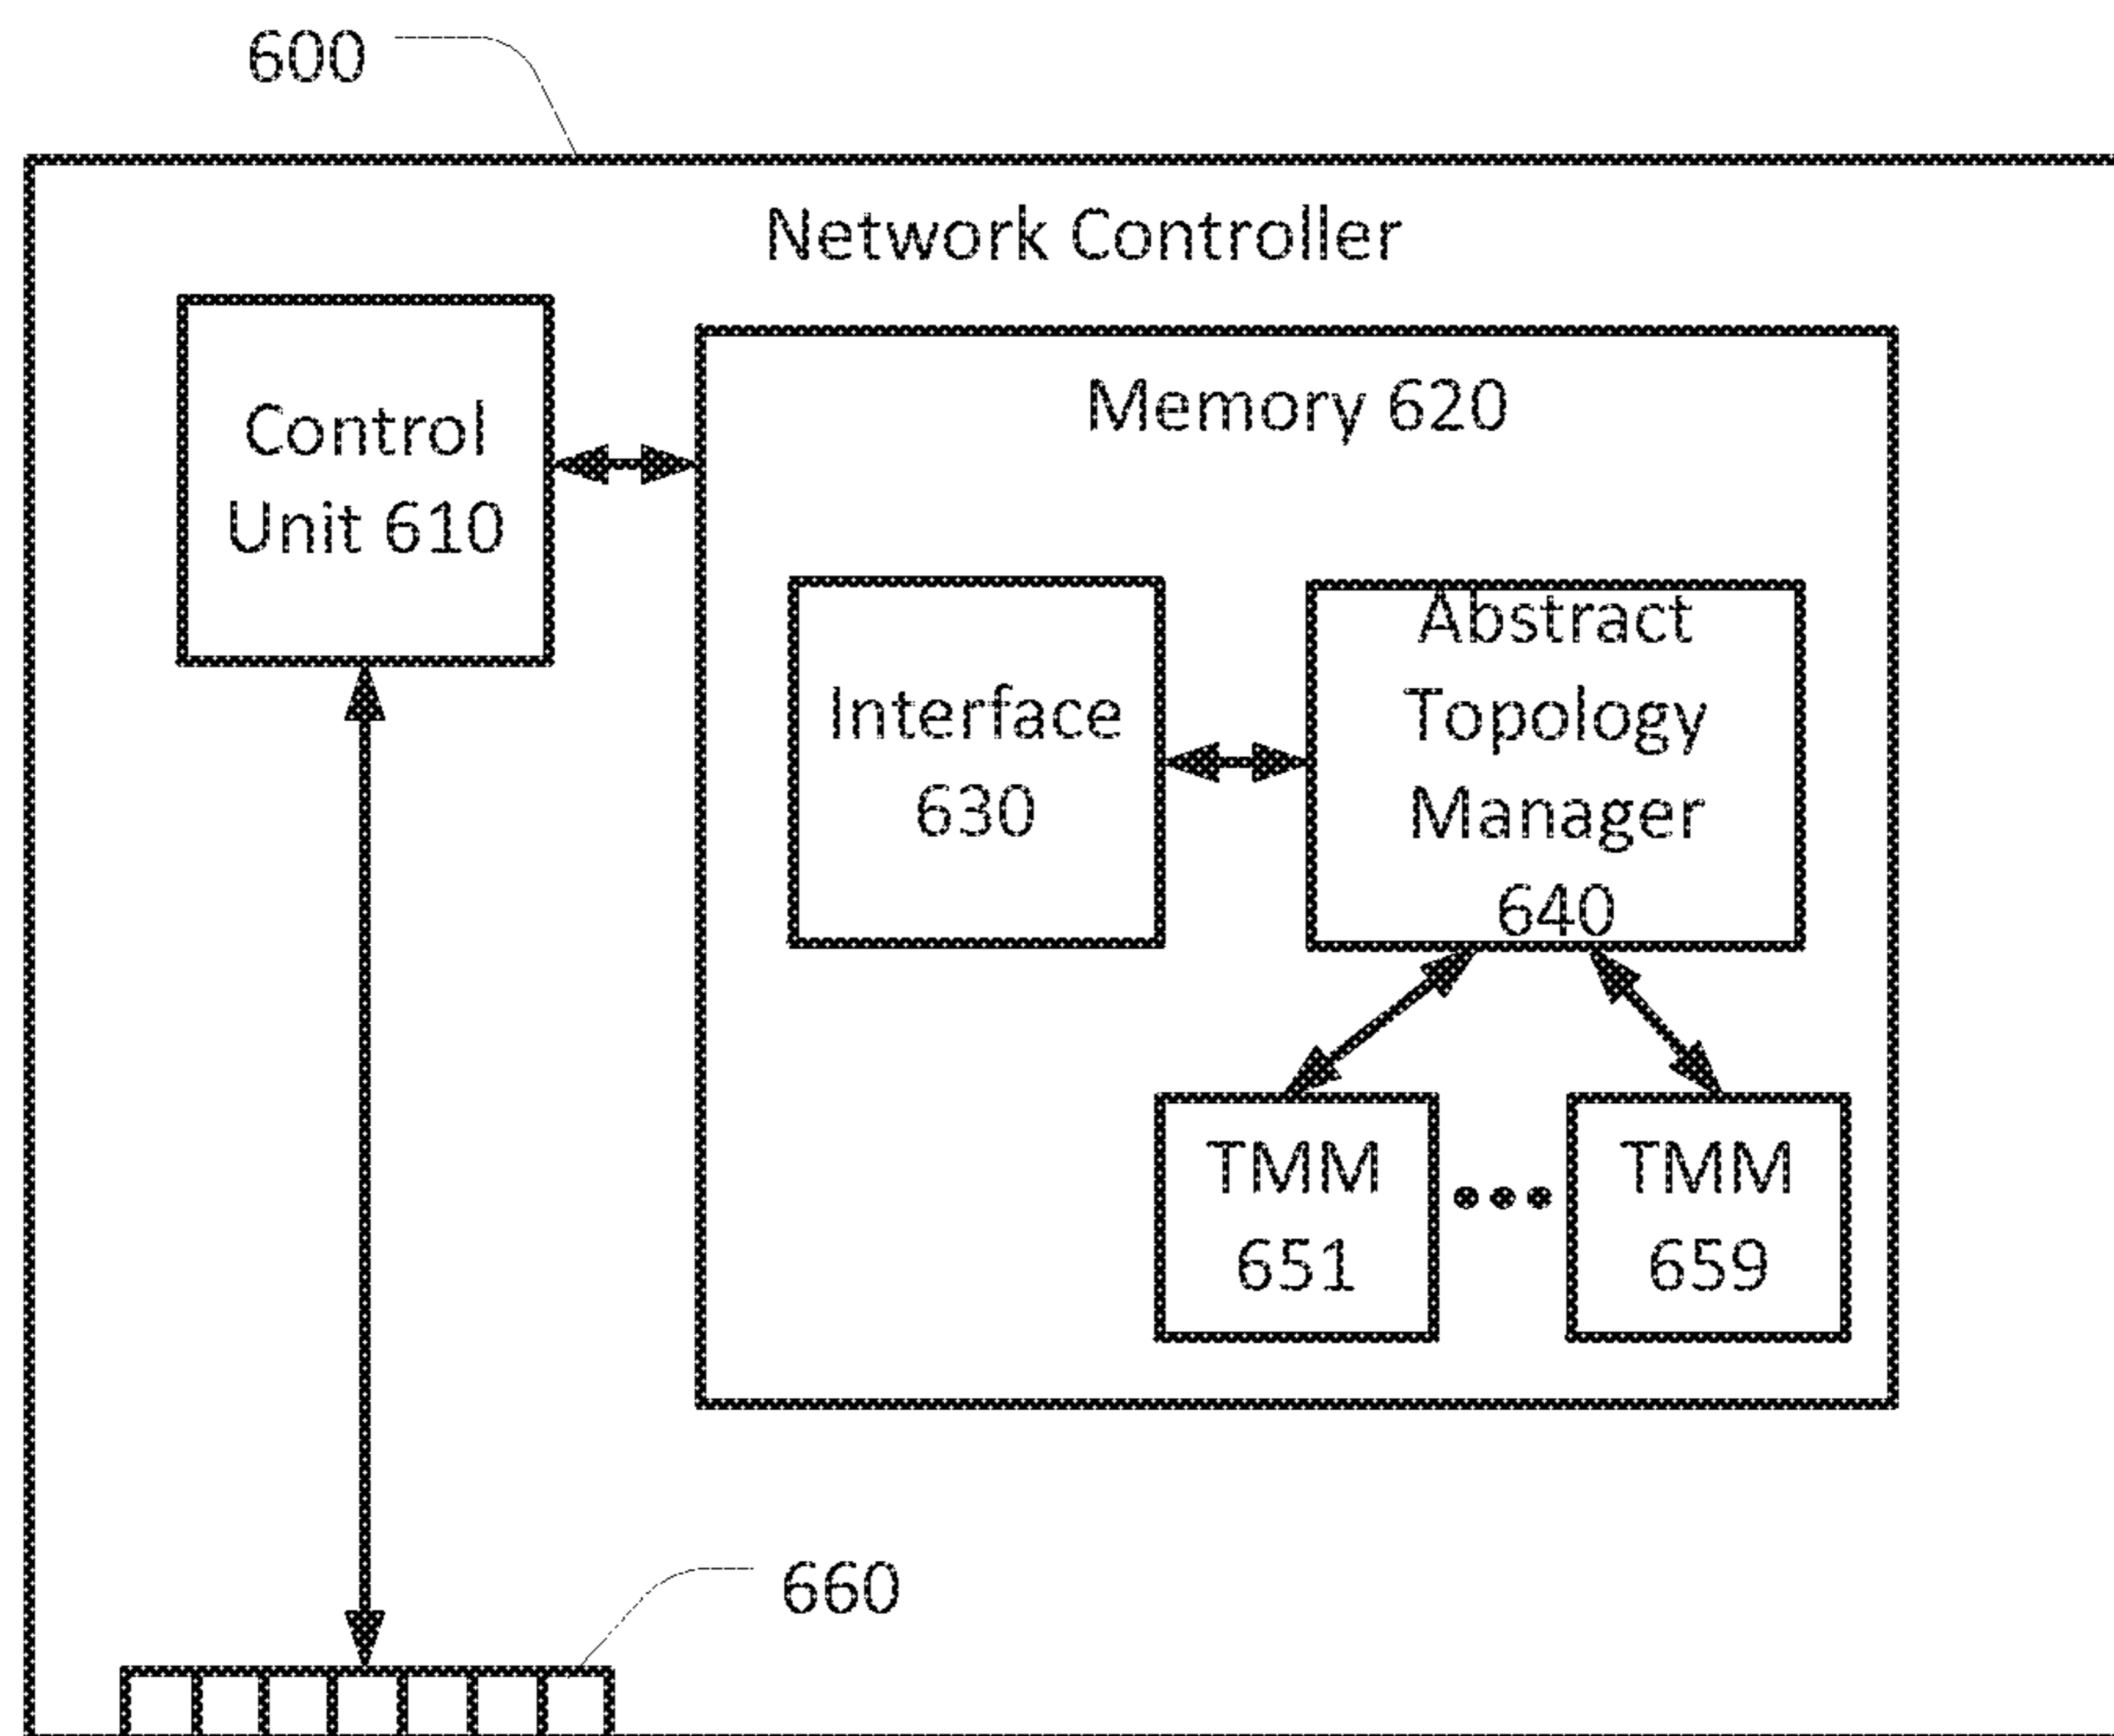 600
Network Controller
Control
Unit 610
Memory 620
Interface
630
Abstract
Topology
Manager
640
TMM
651
TMM
659
660